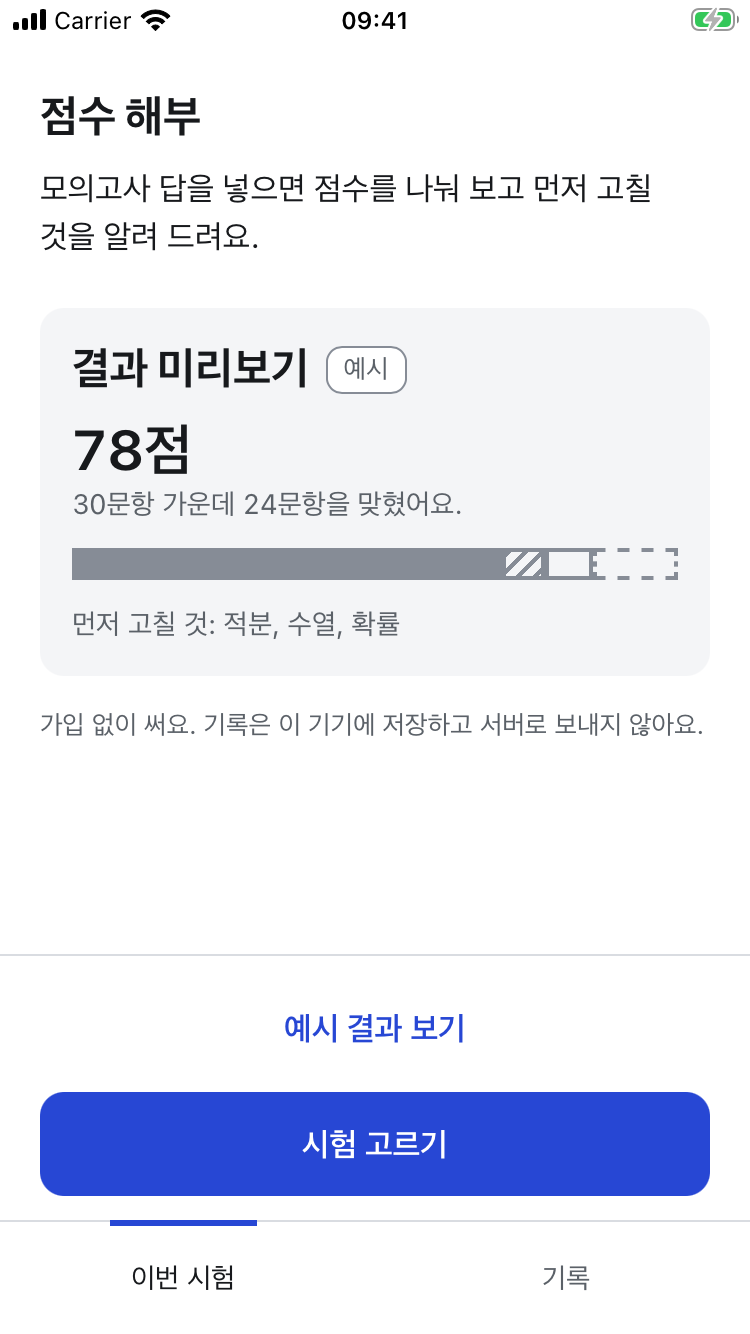 Carrier 09:41
점수 해부
모의고사 답을 넣으면 점수를 나눠 보고 먼저 고칠
것을 알려 드려요.
결과 미리보기 예시
78점
30문항 가운데 24문항을 맞혔어요.
먼저 고칠 것: 적분, 수열, 확률
가입 없이 써요. 기록은 이 기기에 저장하고 서버로 보내지 않아요.
예시 결과 보기
시험 고르기
이번 시험 기록